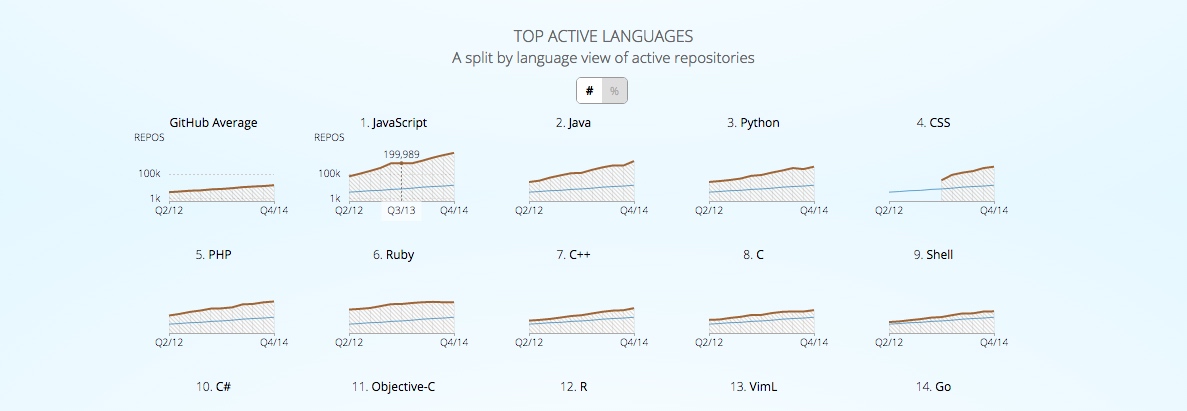 TOP ACTIVE LANGUAGES
A split by language view of active repositories
# %
GitHub Average
REPOS
100k
1k
Q2/12 Q4/14
1. JavaScript
REPOS
199,989
100k
1k
Q2/12 Q3/13 Q4/14
2. Java
Q2/12 Q4/14
3. Python
Q2/12 Q4/14
4. CSS
Q2/12 Q4/14
5. PHP
Q2/12 Q4/14
6. Ruby
Q2/12 Q4/14
7. C++
Q2/12 Q4/14
8. C
Q2/12 Q4/14
9. Shell
Q2/12 Q4/14
10. C#
11. Objective-C
12. R
13. VimL
14. Go